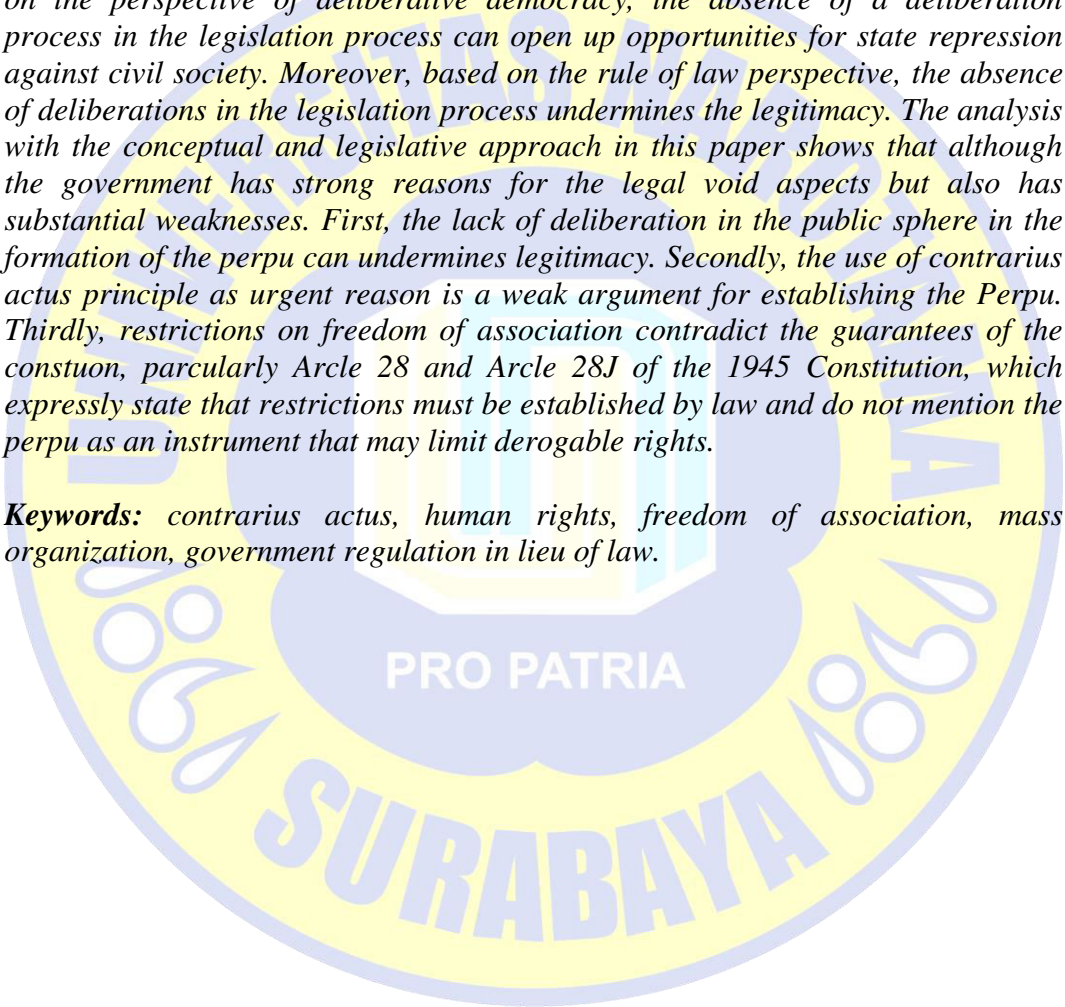 on the perspective of deliberative democracy, the absence of a deliberation
process in the legislation process can open up opportunities for state repression
against civil society. Moreover, based on the rule of law perspective, the absence
of deliberations in the legislation process undermines the legitimacy. The analysis
with the conceptual and legislative approach in this paper shows that although
the government has strong reasons for the legal void aspects but also has
substantial weaknesses. First, the lack of deliberation in the public sphere in the
formation of the perpu can undermines legitimacy. Secondly, the use of contrarius
actus principle as urgent reason is a weak argument for establishing the Perpu.
Thirdly, restrictions on freedom of association contradict the guarantees of the
constuon, parcularly Arcle 28 and Arcle 28J of the 1945 Constitution, which
expressly state that restrictions must be established by law and do not mention the
perpu as an instrument that may limit derogable rights.
Keywords: contrarius actus, human rights, freedom of association, mass
organization, government regulation in lieu of law.
UNIVERSITAS NAROTAMA
PRO PATRIA
SURABAYA